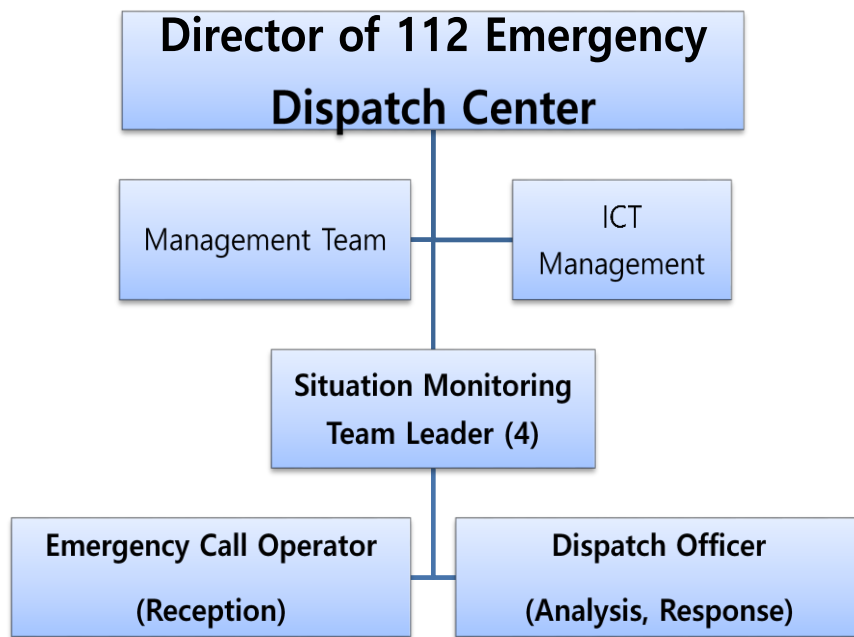 Director of 112 Emergency
Dispatch Center
Management Team
ICT
Management
Situation Monitoring
Team Leader (4)
Emergency Call Operator
(Reception)
Dispatch Officer
(Analysis, Response)